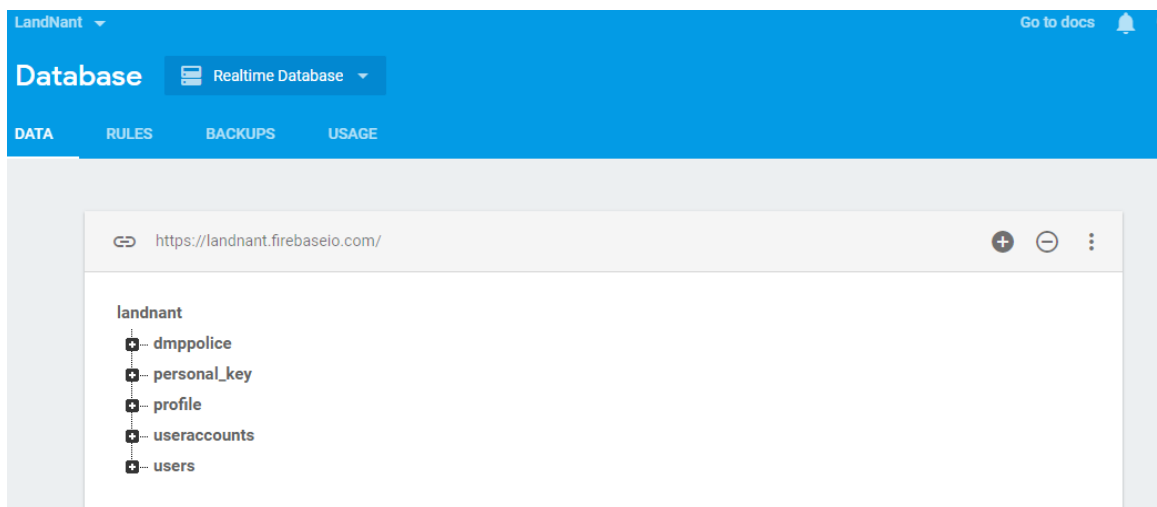 LandNant Go to docs
Database Realtime Database
DATA RULES BACKUPS USAGE
https://landnant.firebaseio.com/
landnant
dmppolice
personal_key
profile
useraccounts
users